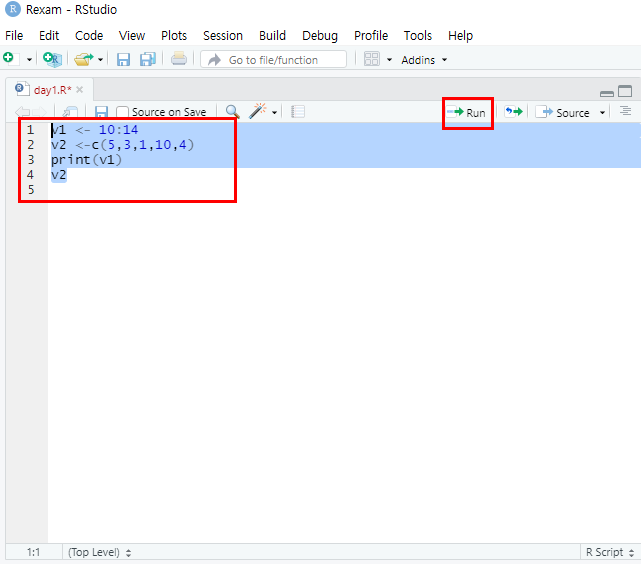 Rexam - RStudio
File Edit Code View Plots Session Build Debug Profile Tools Help
Go to file/function Addins
day1.R*
Source on Save Run Source
1 v1 <- 10:14
2 v2 <-c(5,3,1,10,4)
3 print(v1)
4 v2
5
1:1 (Top Level) R Script